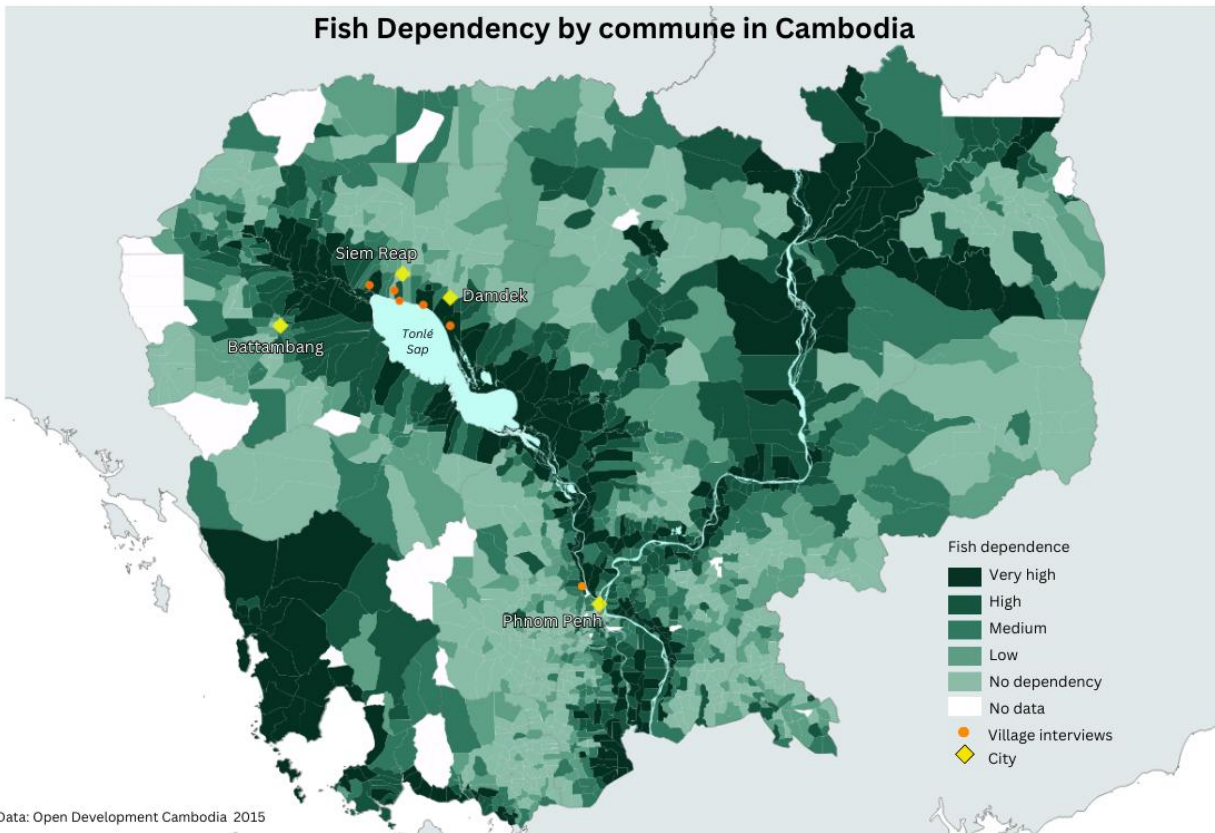 Fish Dependency by commune in Cambodia
Siem Reap
Damdek
Tonlé
Sap
Battambang
Phnom Penh
Fish dependence
Very high
High
Medium
Low
No dependency
No data
Village interviews
City
Data: Open Development Cambodia 2015